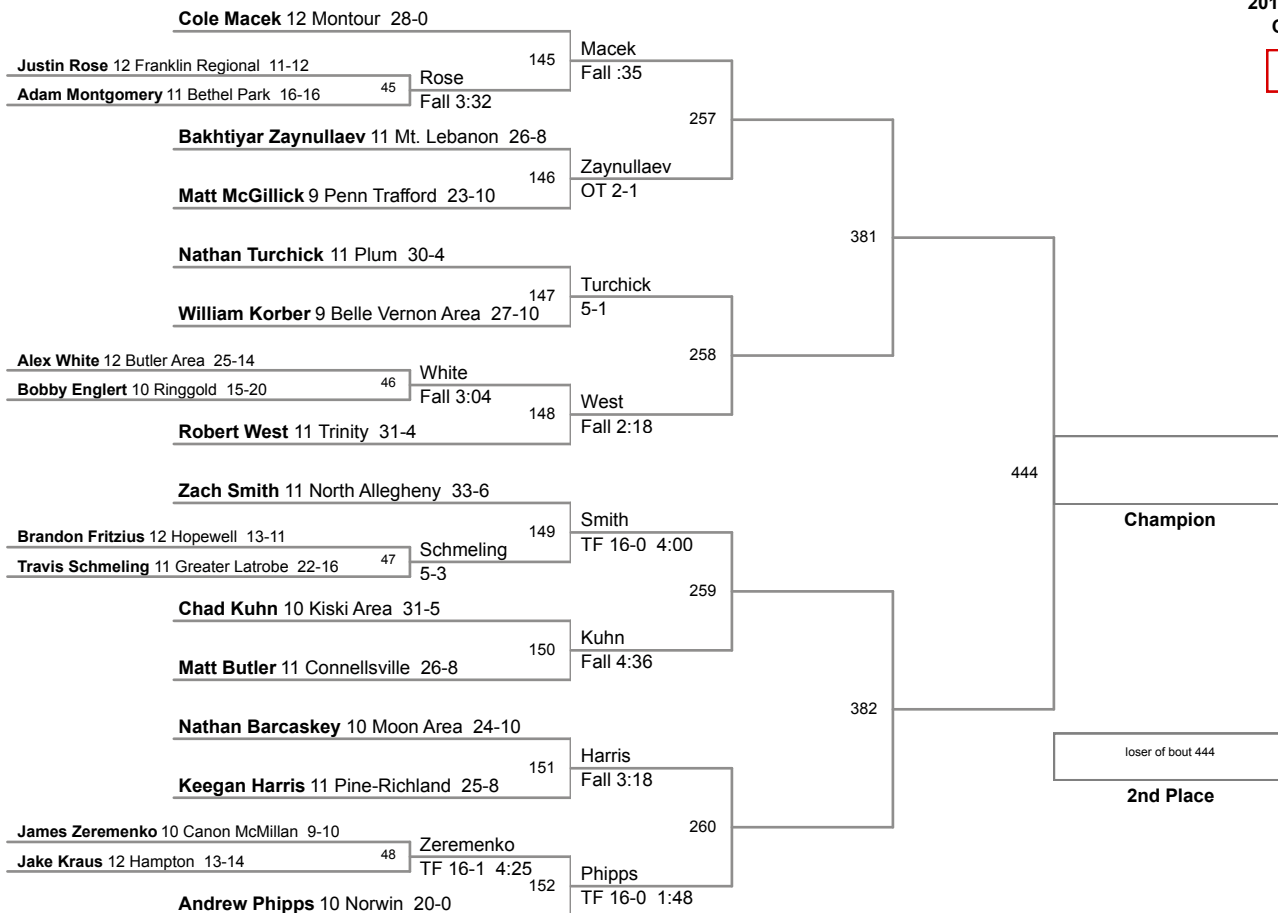 201
Cole Macek 12 Montour 28-0
145
Macek
Fall :35
Justin Rose 12 Franklin Regional 11-12
Adam Montgomery 11 Bethel Park 16-16
45
Rose
Fall 3:32
257
Bakhtiyar Zaynullaev 11 Mt. Lebanon 26-8
146
Zaynullaev
OT 2-1
Matt McGillick 9 Penn Trafford 23-10
381
Nathan Turchick 11 Plum 30-4
147
Turchick
5-1
William Korber 9 Belle Vernon Area 27-10
258
Alex White 12 Butler Area 25-14
Bobby Englert 10 Ringgold 15-20
46
White
Fall 3:04
148
West
Fall 2:18
Robert West 11 Trinity 31-4
444
Champion
Zach Smith 11 North Allegheny 33-6
149
Smith
TF 16-0 4:00
Brandon Fritzius 12 Hopewell 13-11
Travis Schmeling 11 Greater Latrobe 22-16
47
Schmeling
5-3
259
Chad Kuhn 10 Kiski Area 31-5
150
Kuhn
Fall 4:36
Matt Butler 11 Connellsville 26-8
382
Nathan Barcaskey 10 Moon Area 24-10
151
Harris
Fall 3:18
Keegan Harris 11 Pine-Richland 25-8
loser of bout 444
2nd Place
260
James Zeremenko 10 Canon McMillan 9-10
Jake Kraus 12 Hampton 13-14
48
Zeremenko
TF 16-1 4:25
152
Phipps
TF 16-0 1:48
Andrew Phipps 10 Norwin 20-0